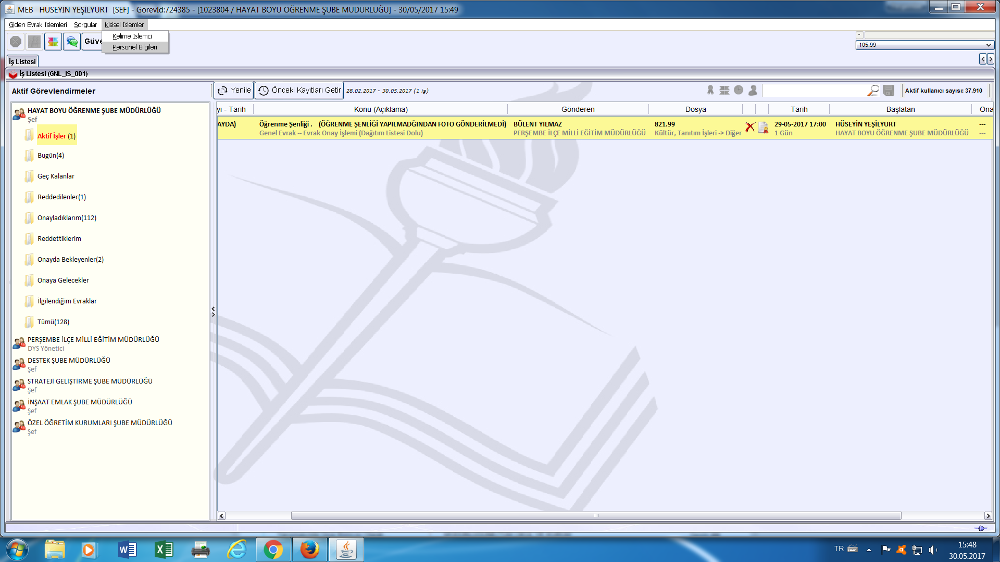 MEB HÜSEYİN YEŞİLYURT [SEF] - GorevId:724385 - [1023804 / HAYAT BOYU ÖĞRENME ŞUBE MÜDÜRLÜĞÜ] - 30/05/2017 15:49
Giden Evrak Islemleri Sorgular Kisisel Islemler
Kelime Islemci
Personel Bilgileri
Güve
105.99
İş Listesi
İş Listesi (GNL_IS_001)
Aktif Görevlendirmeler
Yenile Önceki Kayıtları Getir 28.02.2017 - 30.05.2017 (1 iş) Aktif kullanıcı sayısı: 37.910
yı - Tarih Konu (Açıklama) Gönderen Dosya Tarih Başlatan Ona
AYDA) Öğrenme Şenliği . (ÖĞRENME ŞENLİĞİ YAPILMADĞINDAN FOTO GÖNDERİLMEDİ) BÜLENT YILMAZ 821.99 29-05-2017 17:00 HÜSEYİN YEŞİLYURT ---
Genel Evrak -- Evrak Onay İşlemi (Dağıtım Listesi Dolu) PERŞEMBE İLÇE MİLLİ EĞİTİM MÜDÜRLÜĞÜ Kültür, Tanıtım İşleri -> Diğer 1 Gün HAYAT BOYU ÖĞRENME ŞUBE MÜDÜRLÜĞÜ ---
HAYAT BOYU ÖĞRENME ŞUBE MÜDÜRLÜĞÜ
Şef
Aktif İşler (1)
Bugün(4)
Geç Kalanlar
Reddedilenler(1)
Onayladıklarım(112)
Reddettiklerim
Onayda Bekleyenler(2)
Onaya Gelecekler
İlgilendiğim Evraklar
Tümü(128)
PERŞEMBE İLÇE MİLLİ EĞİTİM MÜDÜRLÜĞÜ
DYS Yönetici
DESTEK ŞUBE MÜDÜRLÜĞÜ
Şef
STRATEJİ GELİŞTİRME ŞUBE MÜDÜRLÜĞÜ
Şef
İNŞAAT EMLAK ŞUBE MÜDÜRLÜĞÜ
Şef
ÖZEL ÖĞRETİM KURUMLARI ŞUBE MÜDÜRLÜĞÜ
Şef
TR
15:48
30.05.2017